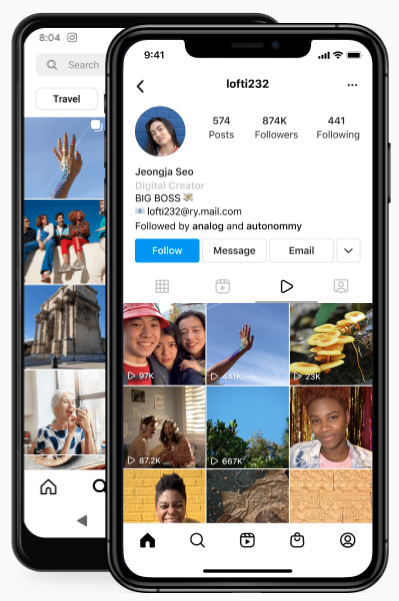 8:04
Search
Travel
9:41
lofti232
574
874K
441
Posts
Followers
Following
Jeongja Seo
Digital Creator
BIG BOSS
lofti232@ry.mail.com
Followed by analog and autonommy
Follow
Message
Email
97K
441K
23K
87.2K
667K